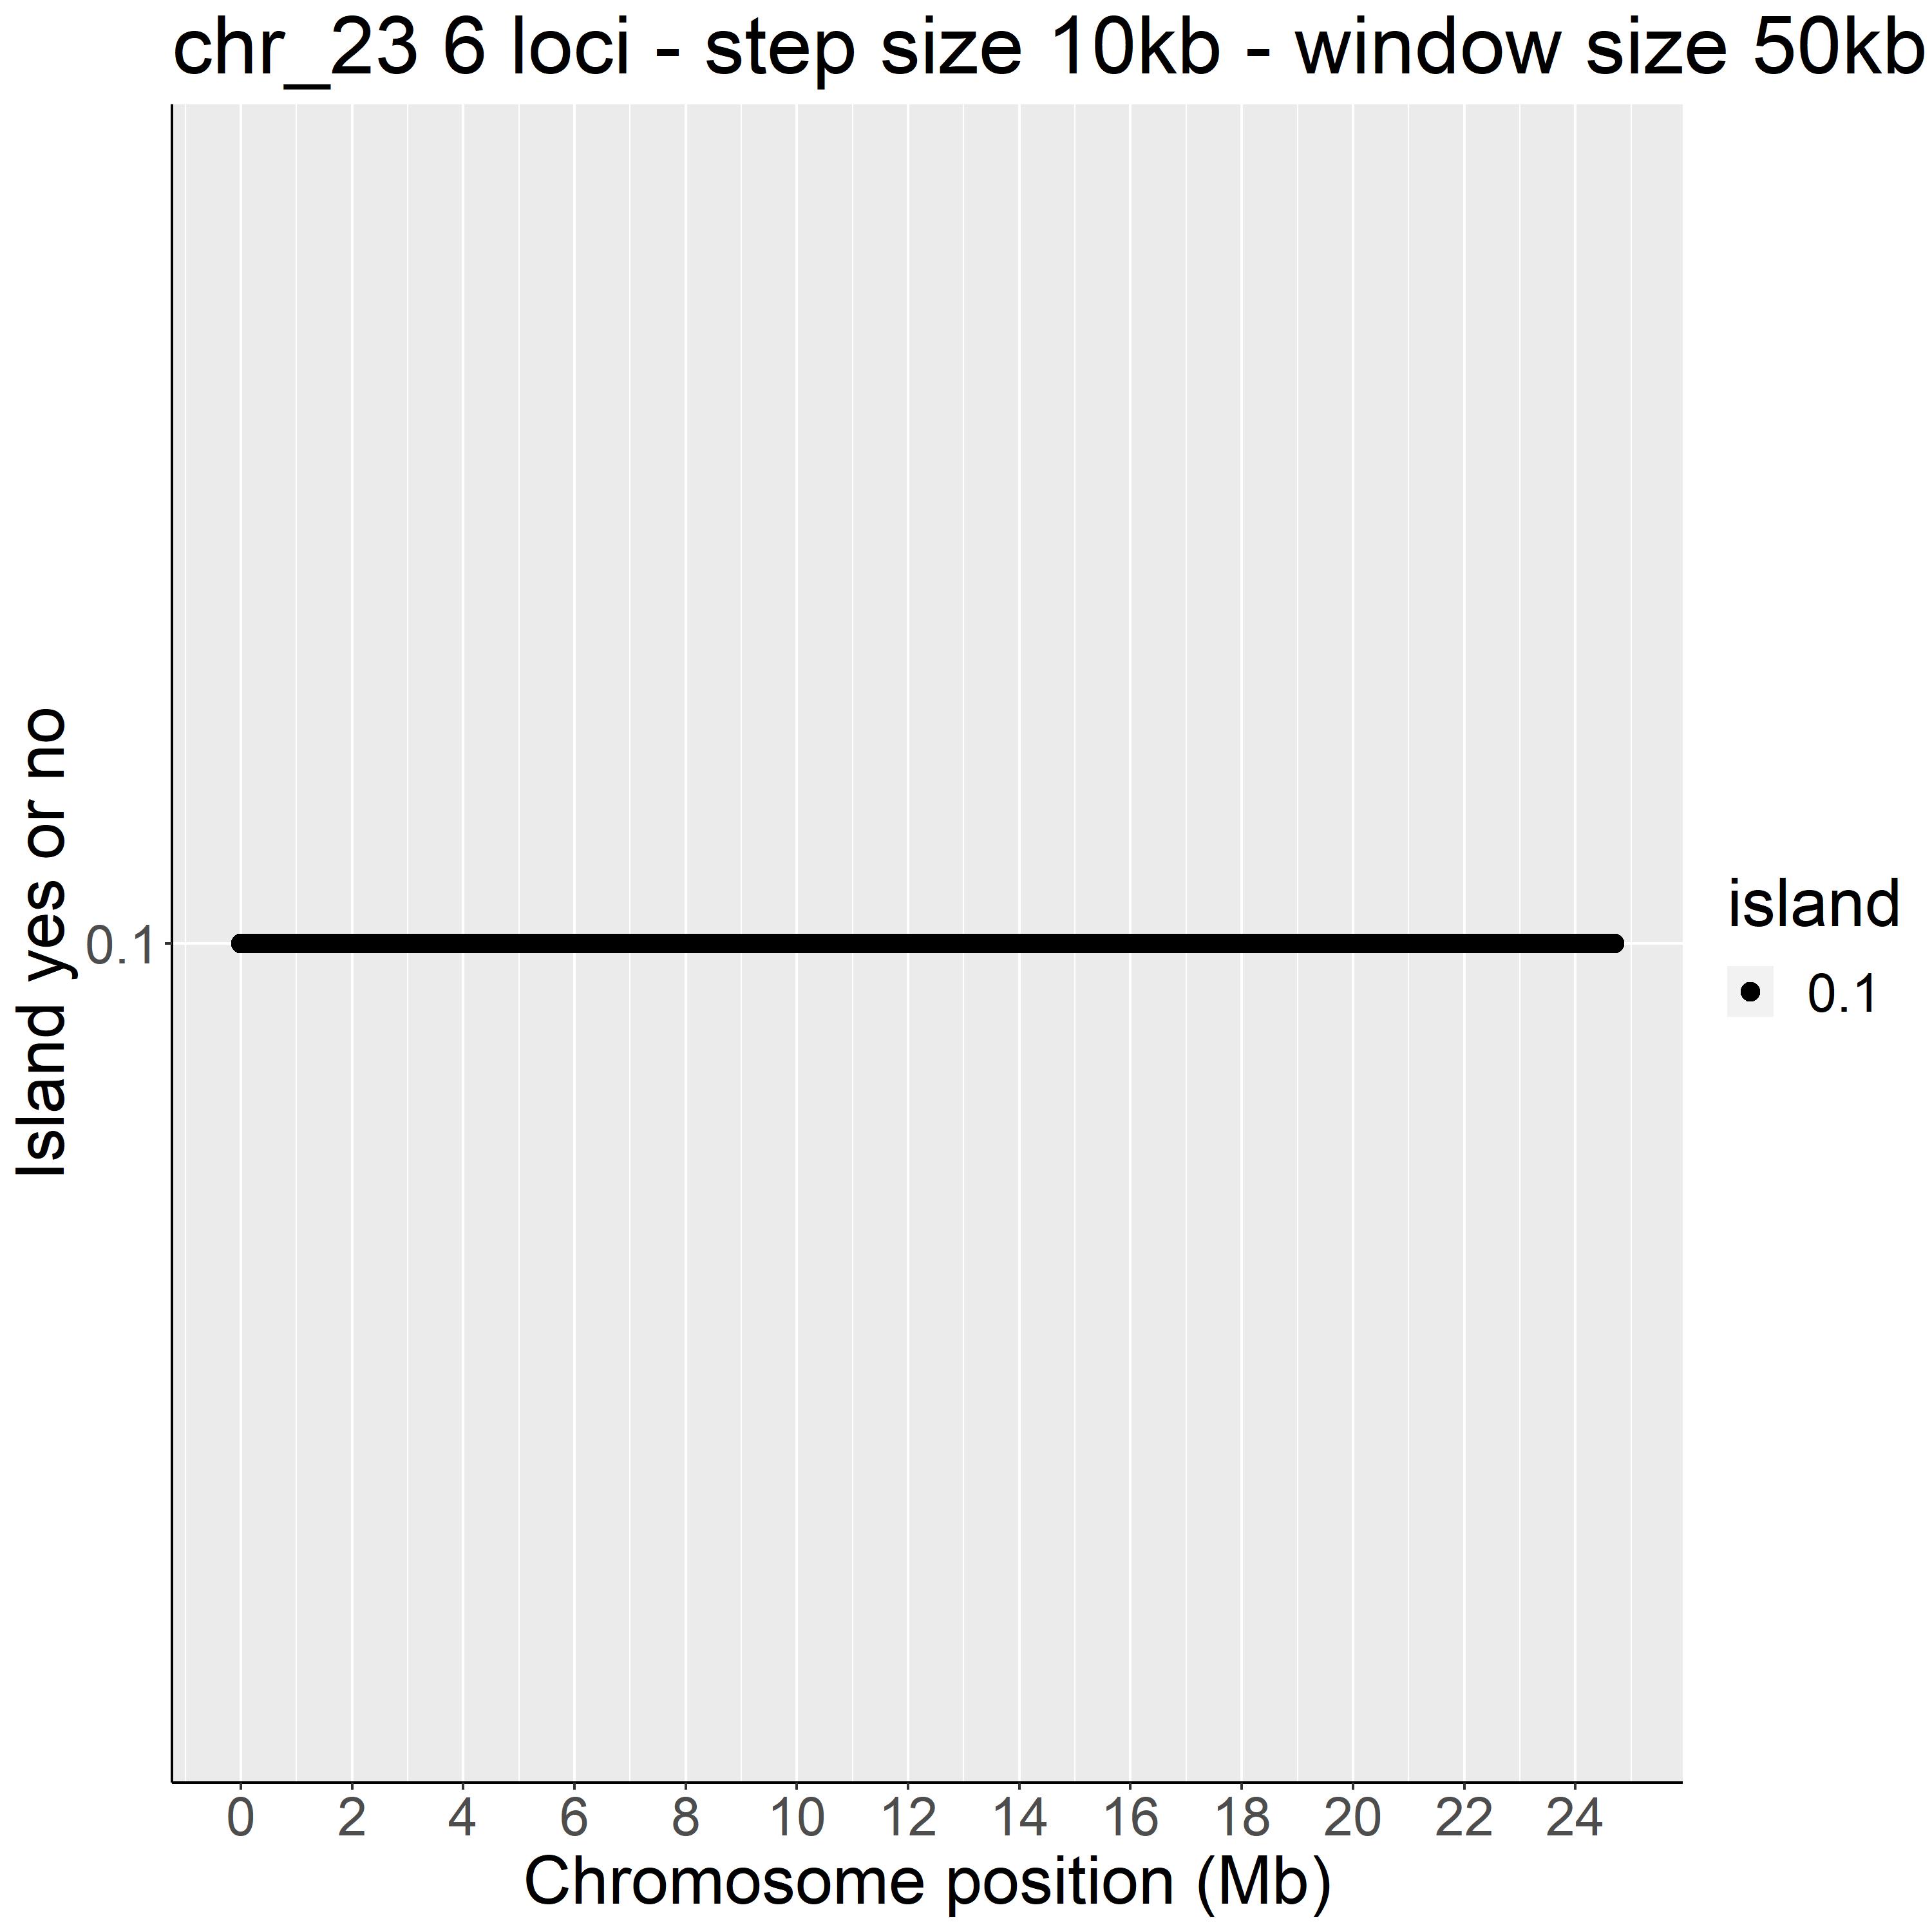 chr_23 6 loci - step size 10kb - window size 50kb
Island yes or no
0.1
island
0.1
0 2 4 6 8 10 12 14 16 18 20 22 24
Chromosome position (Mb)